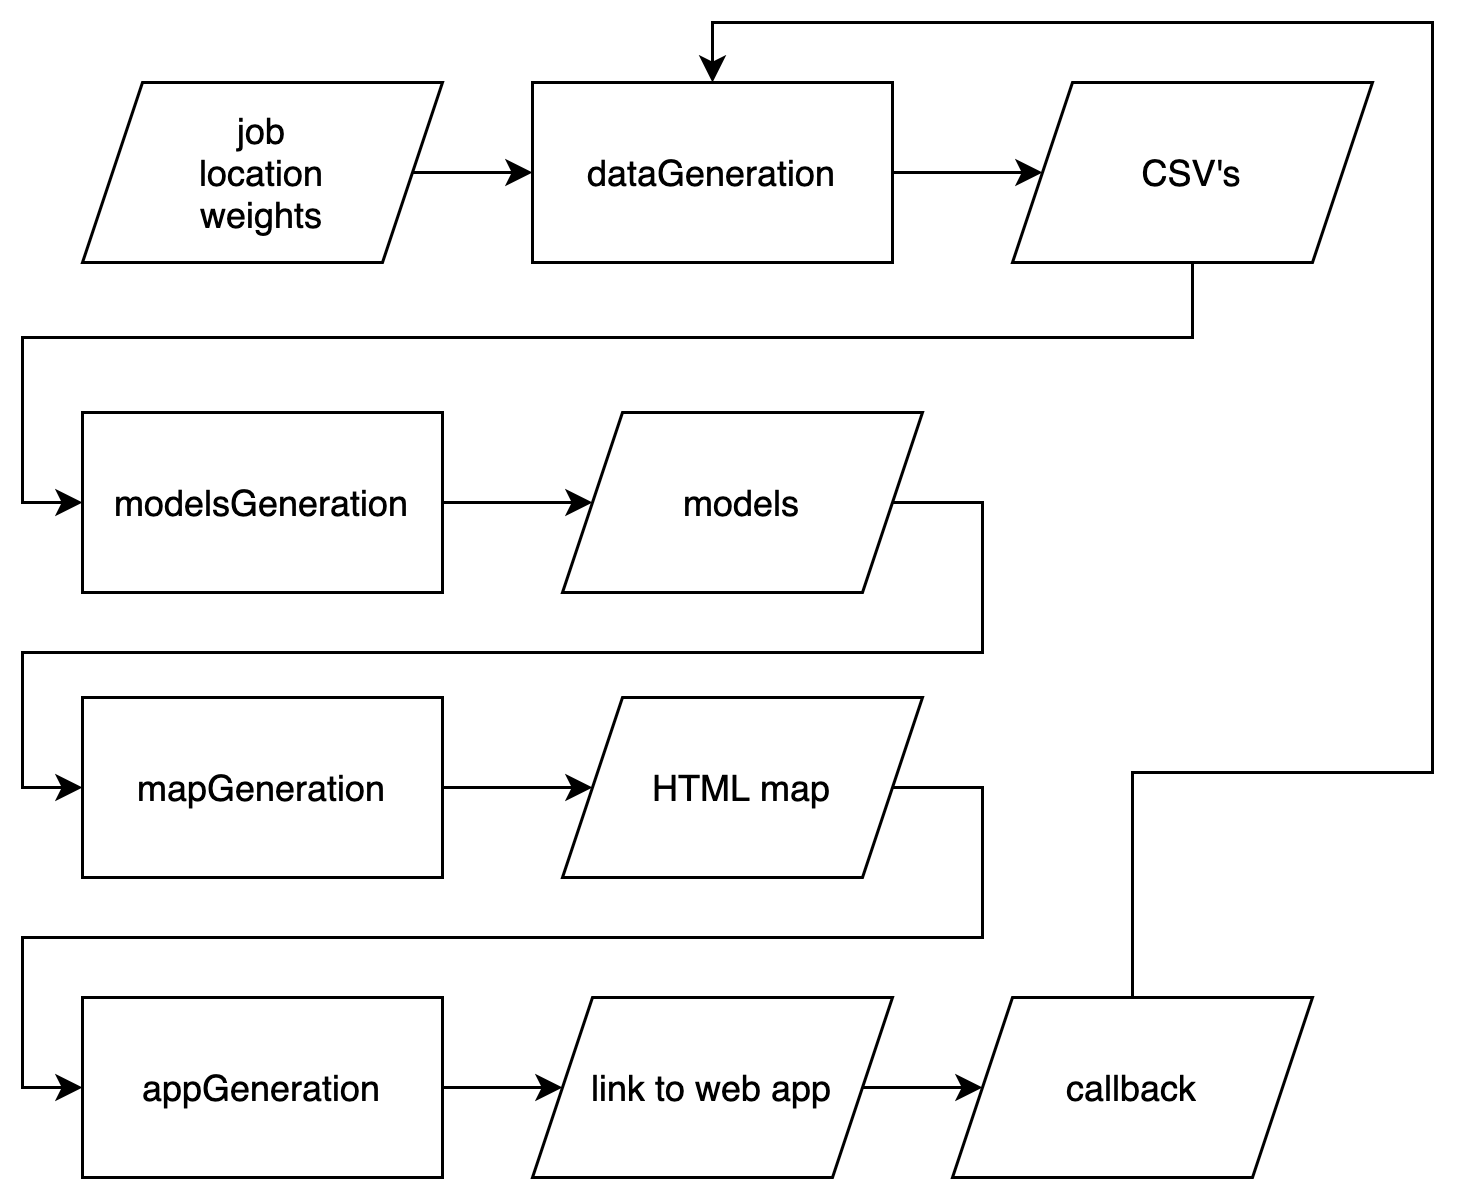 job
location
weights
dataGeneration
CSV's
modelsGeneration
models
mapGeneration
HTML map
appGeneration
link to web app
callback